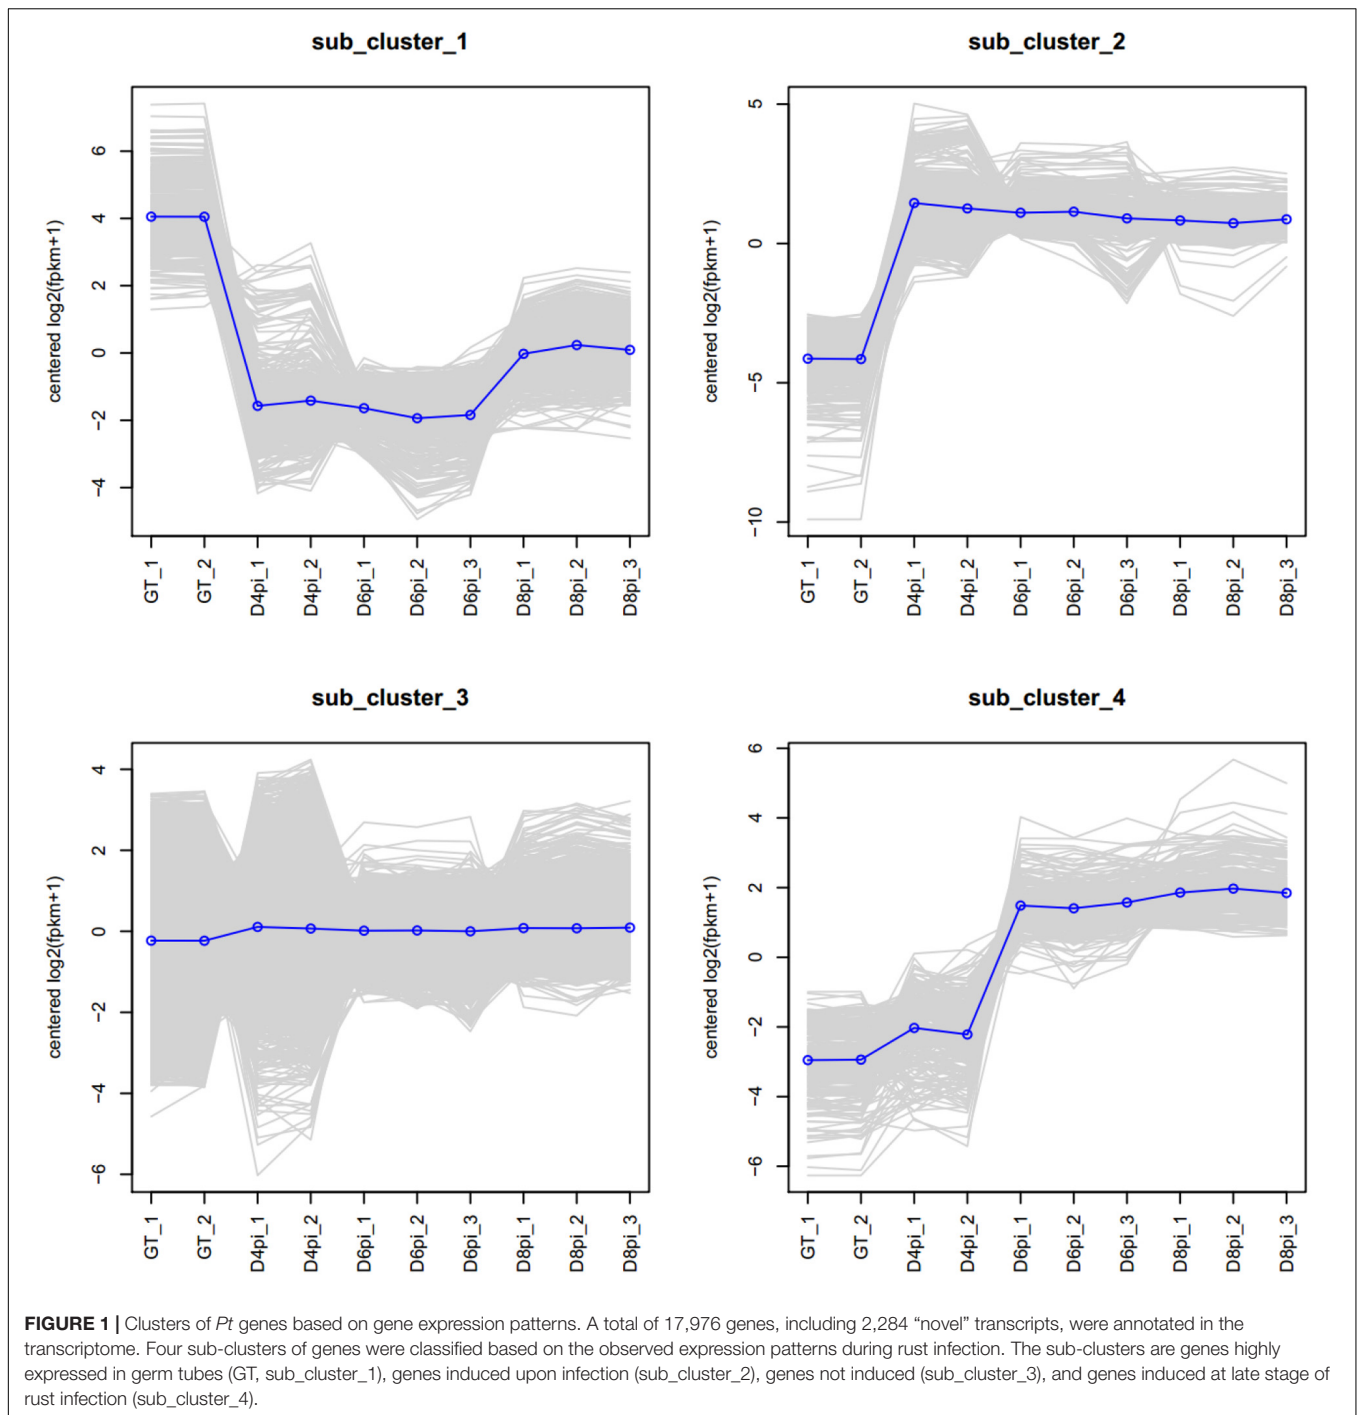 sub_cluster_1
centered log2(fpkm+1)
6
4
2
0
−2
−4
GT_1
GT_2
D4pi_1
D4pi_2
D6pi_1
D6pi_2
D6pi_3
D8pi_1
D8pi_2
D8pi_3
sub_cluster_2
centered log2(fpkm+1)
5
0
−5
−10
GT_1
GT_2
D4pi_1
D4pi_2
D6pi_1
D6pi_2
D6pi_3
D8pi_1
D8pi_2
D8pi_3
sub_cluster_3
centered log2(fpkm+1)
4
2
0
−2
−4
−6
GT_1
GT_2
D4pi_1
D4pi_2
D6pi_1
D6pi_2
D6pi_3
D8pi_1
D8pi_2
D8pi_3
sub_cluster_4
centered log2(fpkm+1)
6
4
2
0
−2
−4
−6
GT_1
GT_2
D4pi_1
D4pi_2
D6pi_1
D6pi_2
D6pi_3
D8pi_1
D8pi_2
D8pi_3
FIGURE 1 | Clusters of Pt genes based on gene expression patterns. A total of 17,976 genes, including 2,284 “novel” transcripts, were annotated in the
transcriptome. Four sub-clusters of genes were classified based on the observed expression patterns during rust infection. The sub-clusters are genes highly
expressed in germ tubes (GT, sub_cluster_1), genes induced upon infection (sub_cluster_2), genes not induced (sub_cluster_3), and genes induced at late stage of
rust infection (sub_cluster_4).